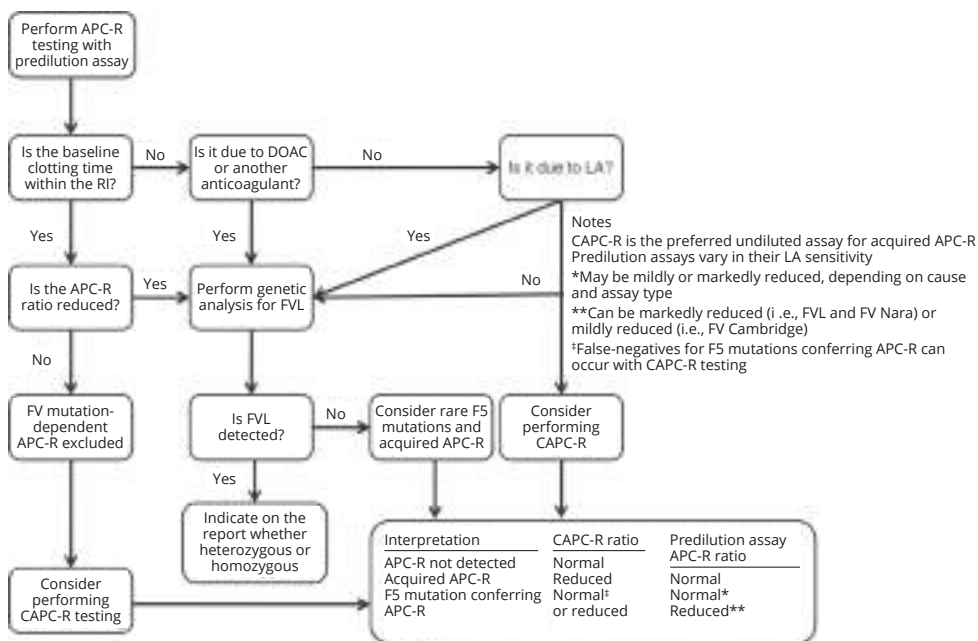 Perform APC-R
testing with
predilution assay
Is the baseline
clotting time
within the RI?
No
Is it due to DOAC
or another
anticoagulant?
No
Is it due to LA?
Yes
Yes
Yes
No
Notes
CAPC-R is the preferred undiluted assay for acquired APC-R
Predilution assays vary in their LA sensitivity
*May be mildly or markedly reduced, depending on cause
and assay type
**Can be markedly reduced (i .e., FVL and FV Nara) or
mildly reduced (i.e., FV Cambridge)
‡False-negatives for F5 mutations conferring APC-R can
occur with CAPC-R testing
Is the APC-R
ratio reduced?
Yes
Perform genetic
analysis for FVL
No
FV mutation-
dependent
APC-R excluded
Is FVL
detected?
No
Consider rare F5
mutations and
acquired APC-R
Consider
performing
CAPC-R
Yes
Indicate on the
report whether
heterozygous or
homozygous
Consider
performing
CAPC-R testing
Interpretation
APC-R not detected
Acquired APC-R
F5 mutation conferring
APC-R
CAPC-R ratio
Normal
Reduced
Normal‡
or reduced
Predilution assay
APC-R ratio
Normal
Normal*
Reduced**